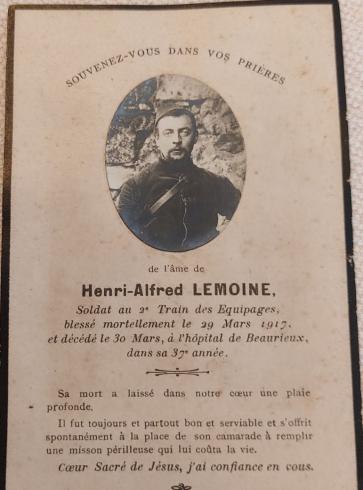 SOUVENEZ-VOUS DANS VOS PRIÈRES
de l'âme de
Henri-Alfred LEMOINE,
Soldat au 2e Train des Equipages,
blessé mortellement le 29 Mars 1917,
et décédé le 30 Mars, à l'hôpital de Beaurieux,
dans sa 37e année.
Sa mort a laissé dans notre cœur une plaie
profonde.
Il fut toujours et partout bon et serviable et s'offrit
spontanément à la place de son camarade à remplir
une misson périlleuse qui lui coûta la vie.
Cœur Sacré de Jésus, j'ai confiance en vous.